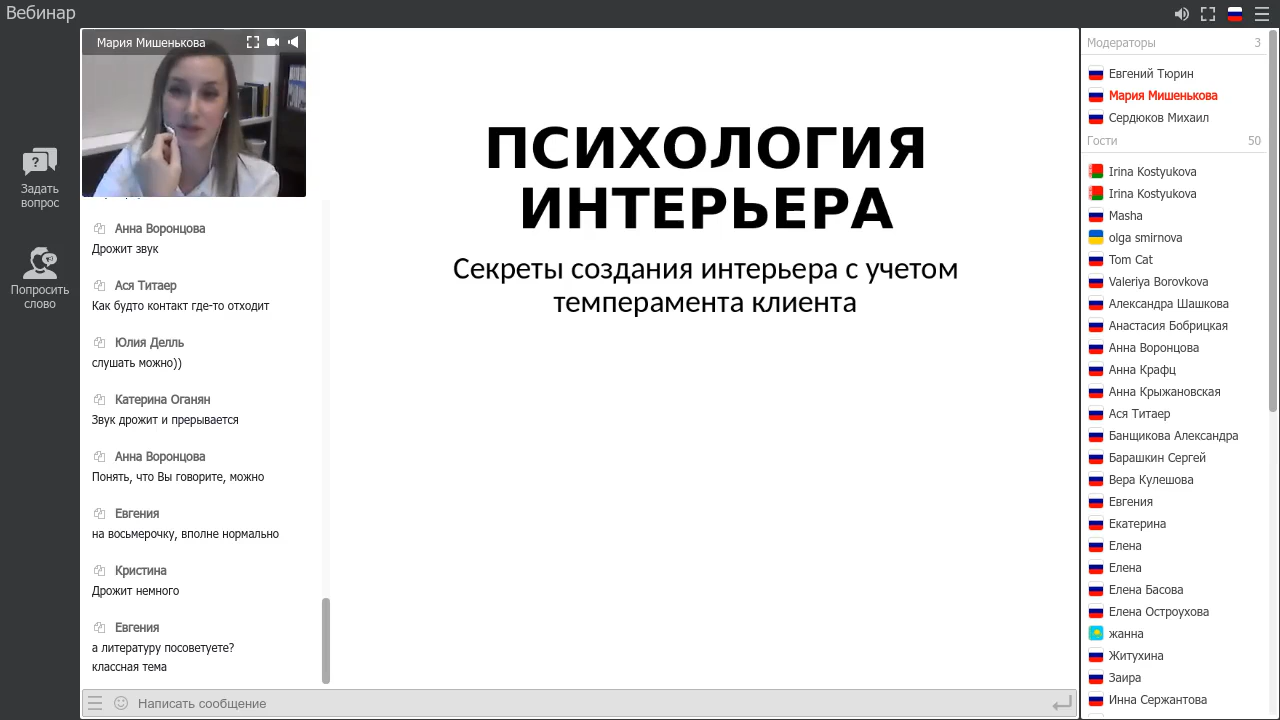 Вебинар
Мария Мишенькова
Задать
вопрос
Попросить
слово
Анна Воронцова
Дрожит звук
Ася Титаер
Как будто контакт где-то отходит
Юлия Делль
слушать можно))
Катерина Оганян
Звук дрожит и прерывается
Анна Воронцова
Понять, что Вы говорите, можно
Евгения
на восьмерочку, вполне нормально
Кристина
Дрожит немного
Евгения
а литературу посоветуете?
классная тема
Написать сообщение
ПСИХОЛОГИЯ
ИНТЕРЬЕРА
Секреты создания интерьера с учетом
темперамента клиента
Модераторы 3
Евгений Тюрин
Мария Мишенькова
Сердюков Михаил
Гости 50
Irina Kostyukova
Irina Kostyukova
Masha
olga smirnova
Tom Cat
Valeriya Borovkova
Александра Шашкова
Анастасия Бобрицкая
Анна Воронцова
Анна Крафц
Анна Крыжановская
Ася Титаер
Банщикова Александра
Барашкин Сергей
Вера Кулешова
Евгения
Екатерина
Елена
Елена
Елена Басова
Елена Остроухова
жанна
Житухина
Заира
Инна Сержантова